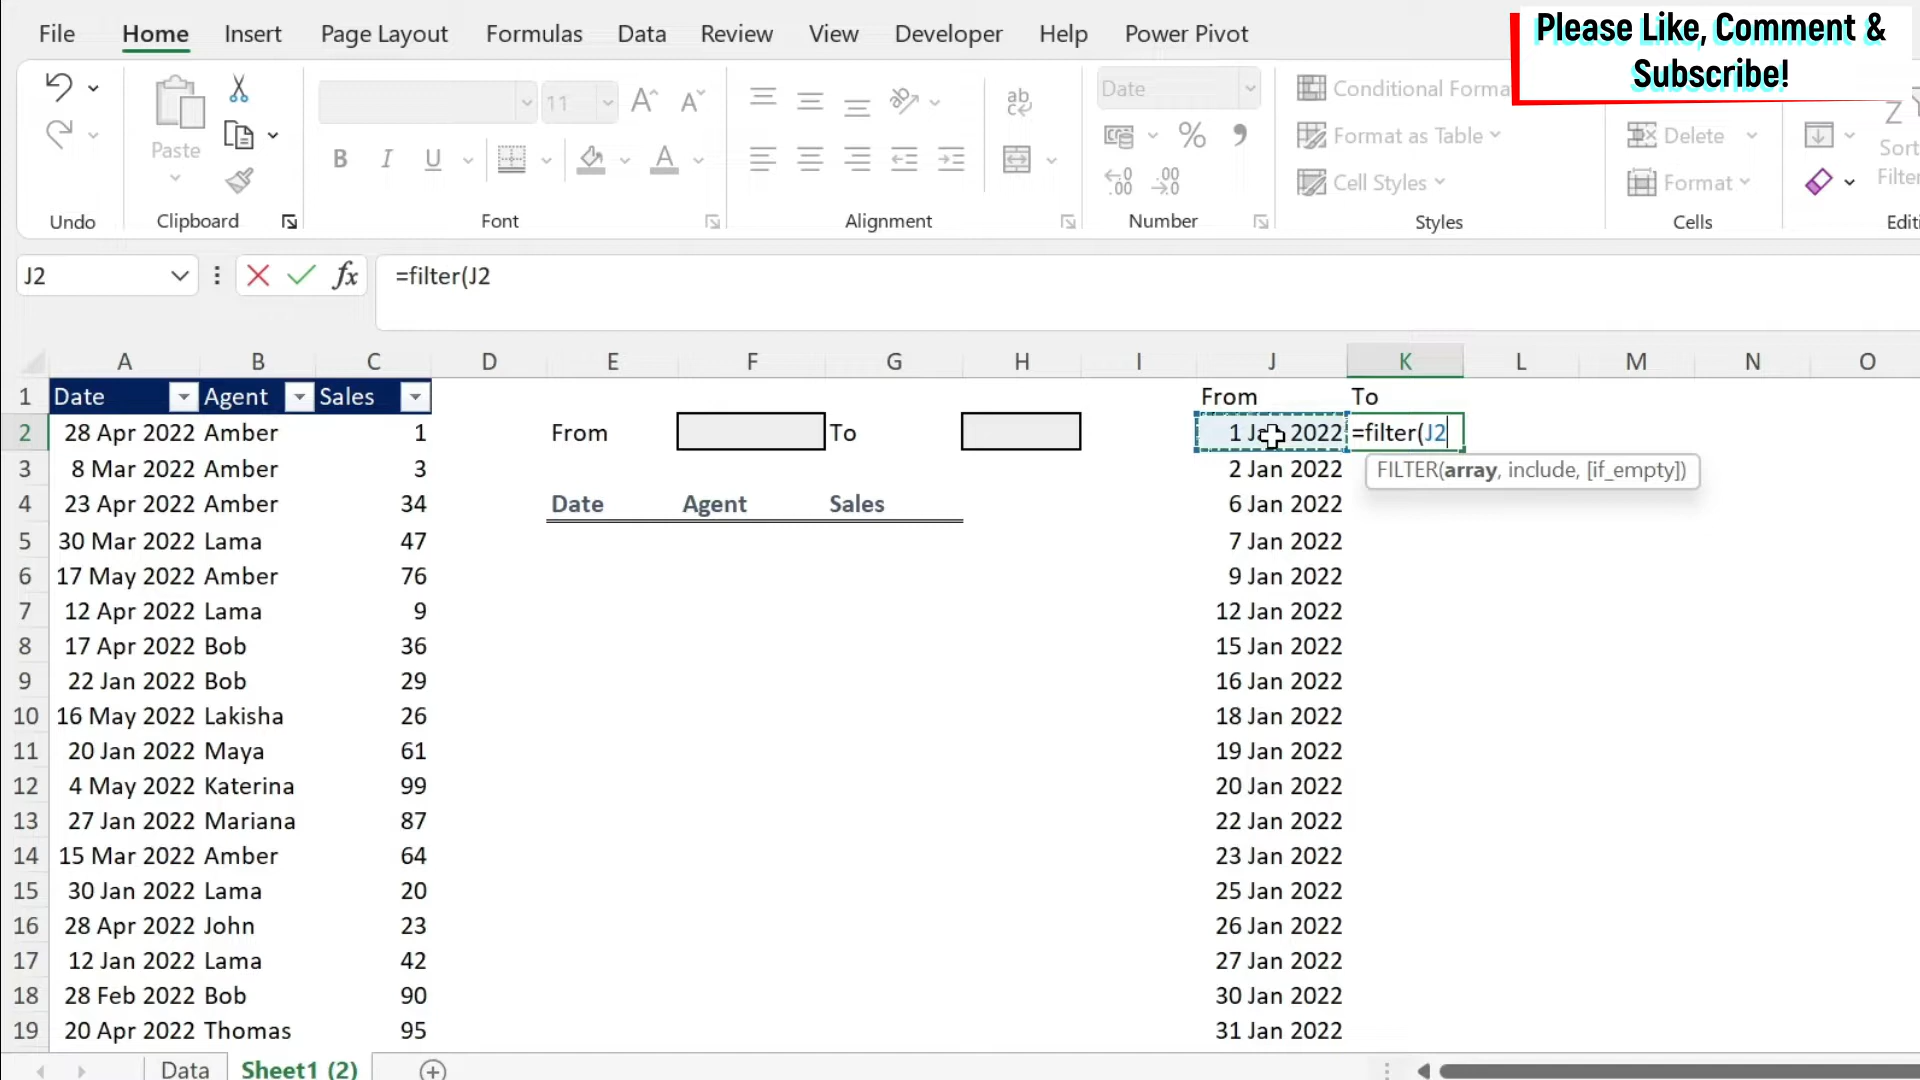 File Home Insert Page Layout Formulas Data Review View Developer Help Power Pivot
Please Like, Comment &
Subscribe!
11
Date
Conditional Forma
Paste
Format as Table
Delete
Sort
Cell Styles
Format
Filter
Undo Clipboard Font Alignment Number Styles Cells Editi
J2 fx =filter(J2
A B C D E F G H I J K L M N O
1 Date Agent Sales From To
2 28 Apr 2022 Amber 1 From To 1 Jan 2022 =filter(J2
3 8 Mar 2022 Amber 3 2 Jan 2022 FILTER(array, include, [if_empty])
4 23 Apr 2022 Amber 34 Date Agent Sales 6 Jan 2022
5 30 Mar 2022 Lama 47 7 Jan 2022
6 17 May 2022 Amber 76 9 Jan 2022
7 12 Apr 2022 Lama 9 12 Jan 2022
8 17 Apr 2022 Bob 36 15 Jan 2022
9 22 Jan 2022 Bob 29 16 Jan 2022
10 16 May 2022 Lakisha 26 18 Jan 2022
11 20 Jan 2022 Maya 61 19 Jan 2022
12 4 May 2022 Katerina 99 20 Jan 2022
13 27 Jan 2022 Mariana 87 22 Jan 2022
14 15 Mar 2022 Amber 64 23 Jan 2022
15 30 Jan 2022 Lama 20 25 Jan 2022
16 28 Apr 2022 John 23 26 Jan 2022
17 12 Jan 2022 Lama 42 27 Jan 2022
18 28 Feb 2022 Bob 90 30 Jan 2022
19 20 Apr 2022 Thomas 95 31 Jan 2022
Data Sheet1 (2)